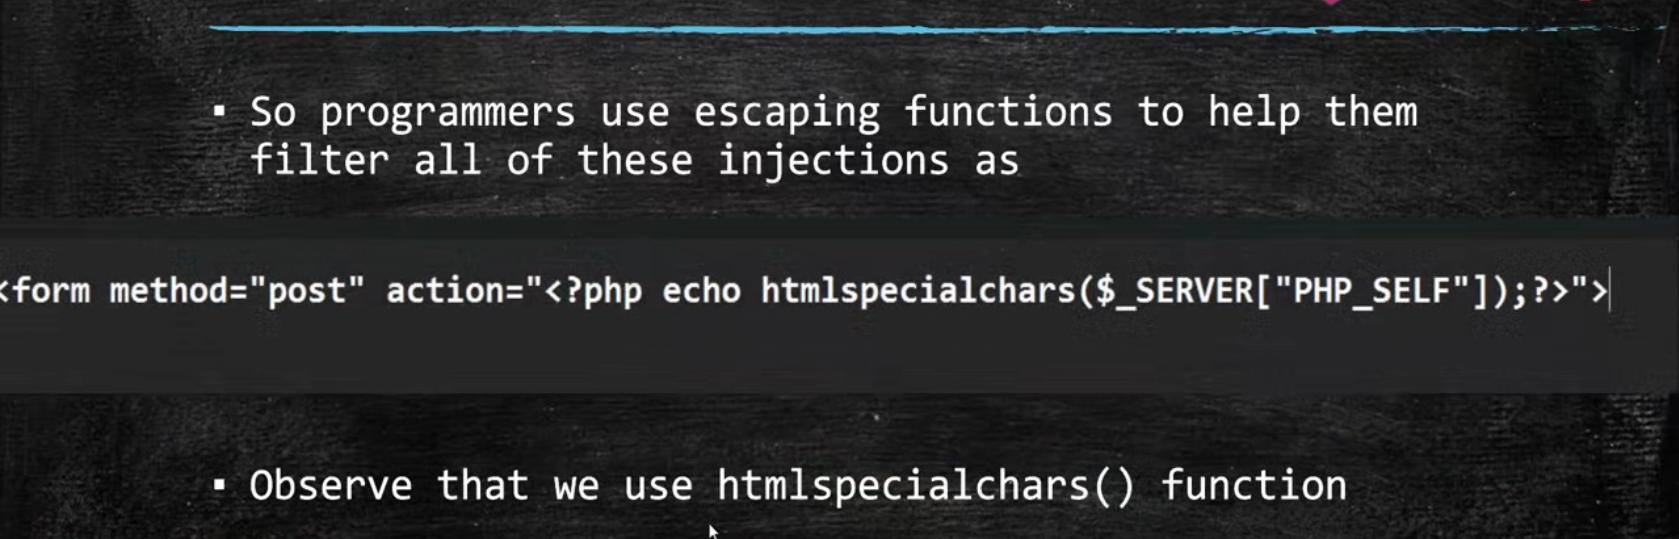 ▪ So programmers use escaping functions to help them
filter all of these injections as
<form method="post" action="<?php echo htmlspecialchars($_SERVER["PHP_SELF"]);?>">
▪ Observe that we use htmlspecialchars() function